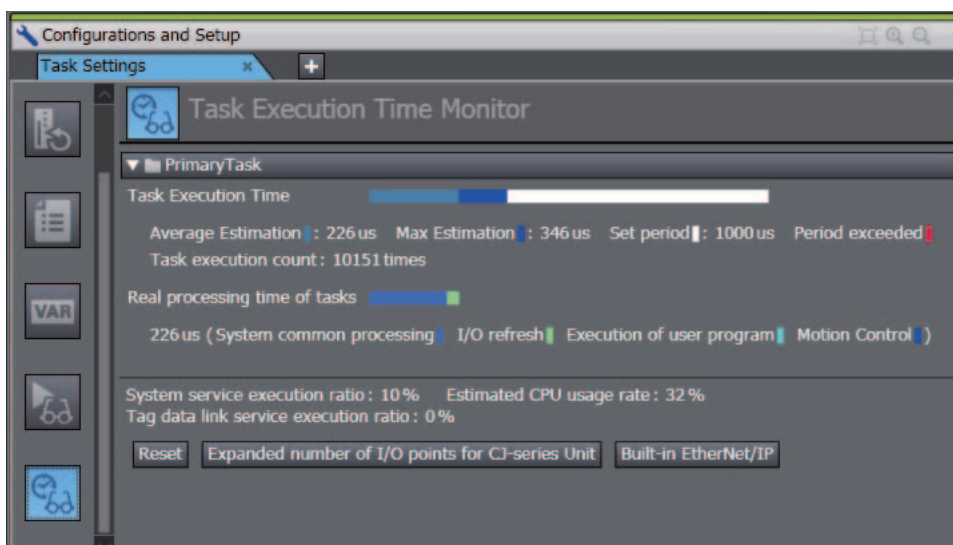 Configurations and Setup
Task Settings
Task Execution Time Monitor
PrimaryTask
Task Execution Time
Average Estimation : 226 us Max Estimation : 346 us Set period : 1000 us Period exceeded
Task execution count : 10151 times
Real processing time of tasks
226 us ( System common processing I/O refresh Execution of user program Motion Control )
VAR
System service execution ratio : 10 % Estimated CPU usage rate : 32 %
Tag data link service execution ratio : 0 %
Reset Expanded number of I/O points for CJ-series Unit Built-in EtherNet/IP